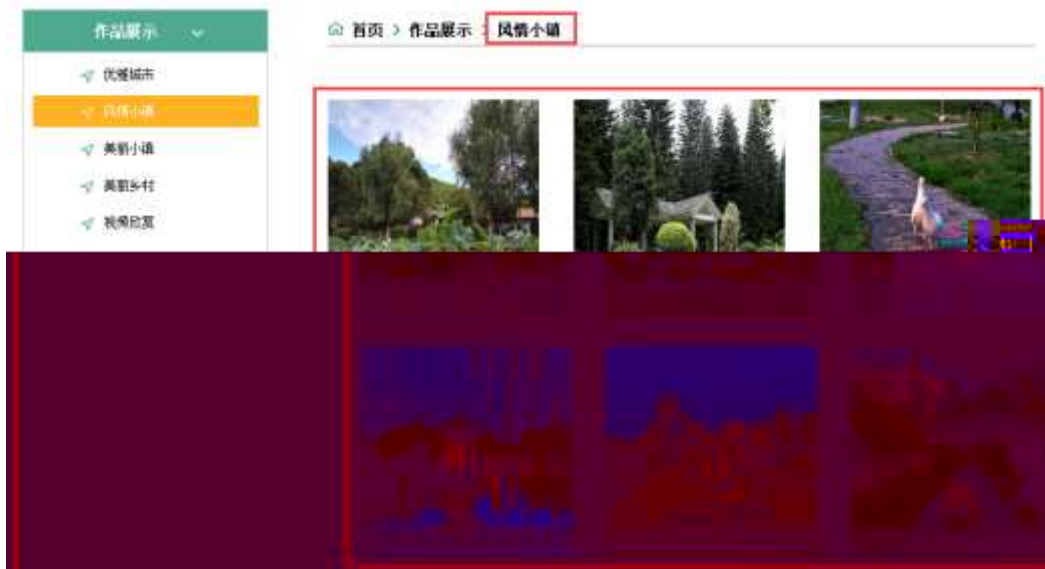 作品展示
首页 > 作品展示 > 风情小镇
优雅城市
风情小镇
美丽小镇
美丽乡村
视频欣赏